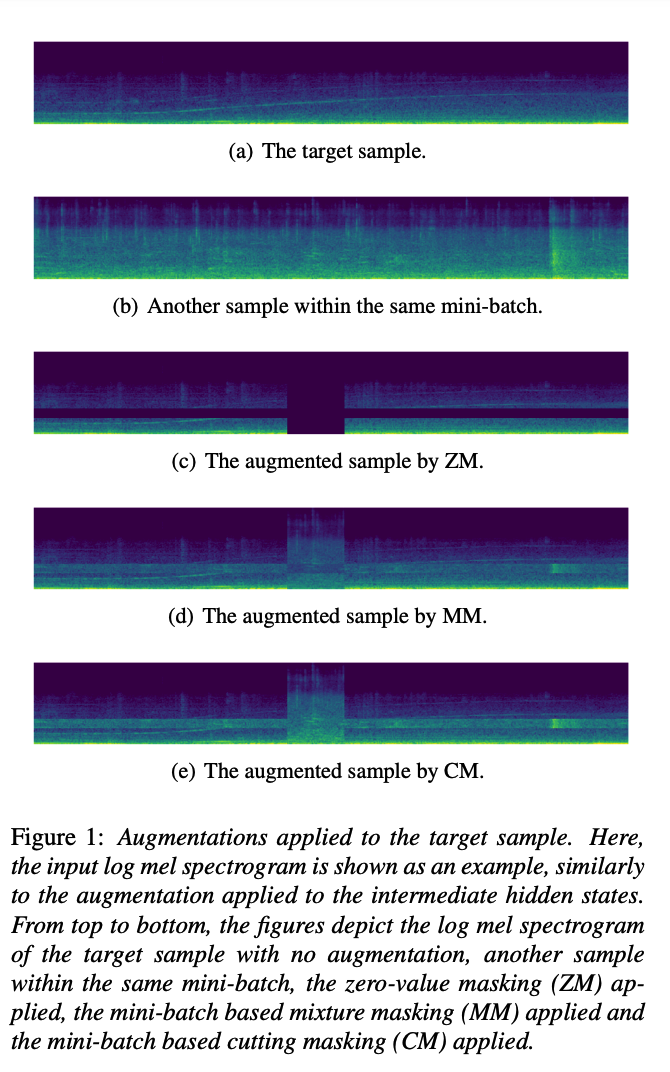 (a) The target sample.
(b) Another sample within the same mini-batch.
(c) The augmented sample by ZM.
(d) The augmented sample by MM.
(e) The augmented sample by CM.
Figure 1: Augmentations applied to the target sample. Here,
the input log mel spectrogram is shown as an example, similarly
to the augmentation applied to the intermediate hidden states.
From top to bottom, the figures depict the log mel spectrogram
of the target sample with no augmentation, another sample
within the same mini-batch, the zero-value masking (ZM) ap-
plied, the mini-batch based mixture masking (MM) applied and
the mini-batch based cutting masking (CM) applied.